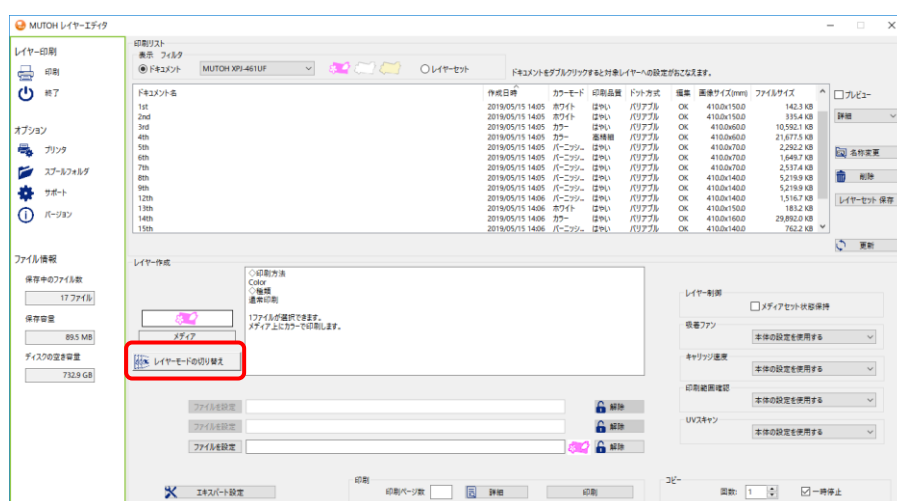 MUTOH レイヤーエディタ
レイヤー印刷
印刷
終了
オプション
プリンタ
スプールフォルダ
サポート
バージョン
ファイル情報
保存中のファイル数
17 ファイル
保存容量
89.5 MB
ディスクの空き容量
732.9 GB
印刷リスト
表示 フィルタ
ドキュメント MUTOH XPJ-461UF レイヤーセット
ドキュメントをダブルクリックすると対象レイヤーへの設定がおこなえます。
ドキュメント名 作成日時 カラーモード 印刷品質 ドット方式 編集 画像サイズ(mm) ファイルサイズ
1st 2019/05/15 14:05 ホワイト はやい バリアブル OK 410.0x150.0 142.3 KB
2nd 2019/05/15 14:05 ホワイト はやい バリアブル OK 410.0x150.0 335.4 KB
3rd 2019/05/15 14:05 カラー はやい バリアブル OK 410.0x60.0 10,592.1 KB
4th 2019/05/15 14:05 カラー 高精細 バリアブル OK 410.0x60.0 21,677.5 KB
5th 2019/05/15 14:05 バーニッシ... はやい バリアブル OK 410.0x70.0 2,292.2 KB
6th 2019/05/15 14:05 バーニッシ... はやい バリアブル OK 410.0x70.0 1,649.7 KB
7th 2019/05/15 14:05 バーニッシ... はやい バリアブル OK 410.0x70.0 2,537.4 KB
8th 2019/05/15 14:05 バーニッシ... はやい バリアブル OK 410.0x140.0 5,219.9 KB
9th 2019/05/15 14:05 バーニッシ... はやい バリアブル OK 410.0x140.0 5,219.9 KB
12th 2019/05/15 14:06 バーニッシ... はやい バリアブル OK 410.0x140.0 1,516.7 KB
13th 2019/05/15 14:06 ホワイト はやい バリアブル OK 410.0x150.0 183.2 KB
14th 2019/05/15 14:06 カラー はやい バリアブル OK 410.0x160.0 29,892.0 KB
15th 2019/05/15 14:06 バーニッシ... はやい バリアブル OK 410.0x140.0 762.2 KB
プレビュー
詳細
名称変更
削除
レイヤーセット 保存
更新
レイヤー作成
◇印刷方法
Color
◇種類
通常印刷
1ファイルが選択できます。
メディア上にカラーで印刷します。
メディア
レイヤーモードの切り替え
ファイルを設定 解除
ファイルを設定 解除
ファイルを設定 解除
レイヤー制御
メディアセット状態保持
吸着ファン
本体の設定を使用する
キャリッジ速度
本体の設定を使用する
印刷範囲確認
本体の設定を使用する
UVスキャン
本体の設定を使用する
エキスパート設定
印刷
印刷ページ数 詳細 印刷
コピー
回数: 1 一時停止